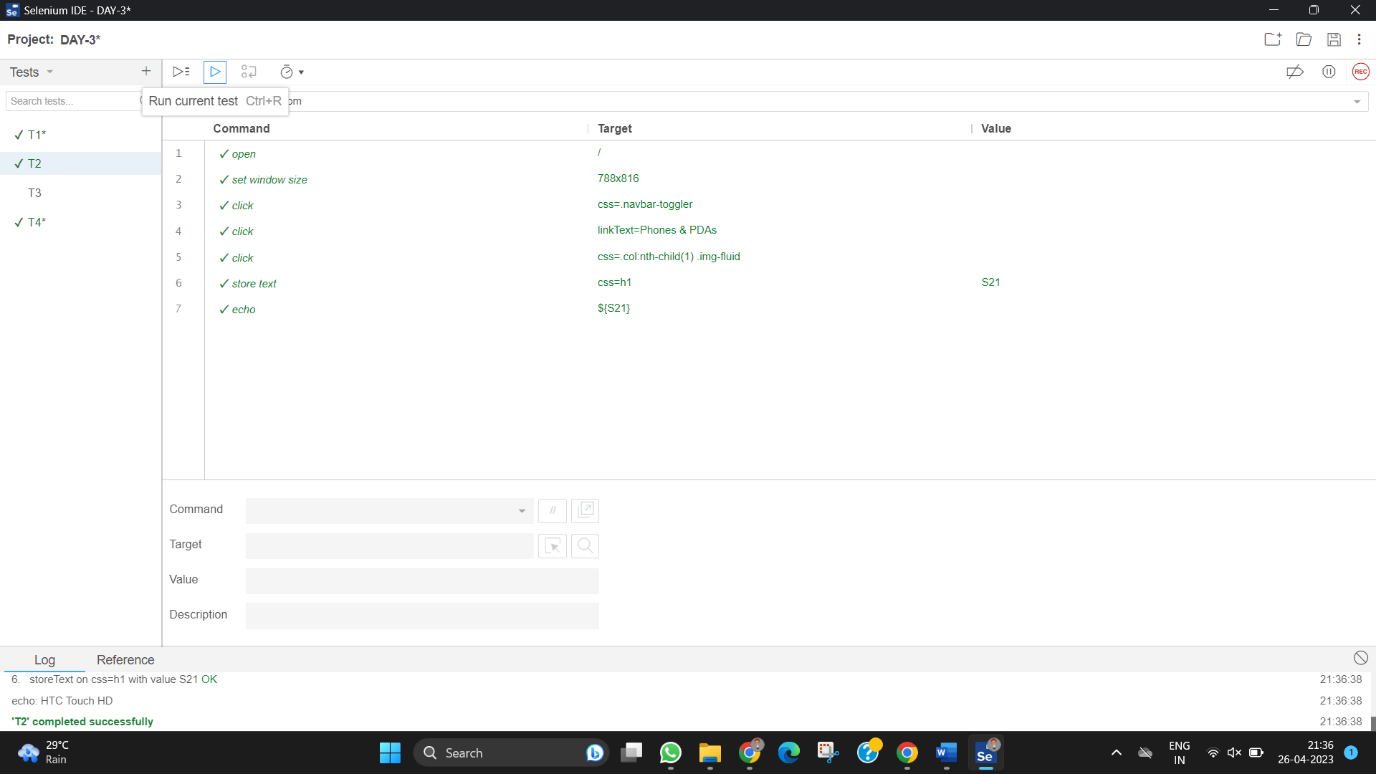 Selenium IDE - DAY-3*
Project: DAY-3*
Tests
REC
Search tests...
Run current test Ctrl+R
om
Command Target Value
✓ T1*
✓ T2
T3
✓ T4*
1 ✓ open /
2 ✓ set window size 788x816
3 ✓ click css=.navbar-toggler
4 ✓ click linkText=Phones & PDAs
5 ✓ click css=.col:nth-child(1) .img-fluid
6 ✓ store text css=h1 S21
7 ✓ echo ${S21}
Command //
Target
Value
Description
Log Reference
6. storeText on css=h1 with value S21 OK 21:36:38
echo: HTC Touch HD 21:36:38
'T2' completed successfully 21:36:38
29°C
Rain
Search
Se
ENG
IN
21:36
26-04-2023
1